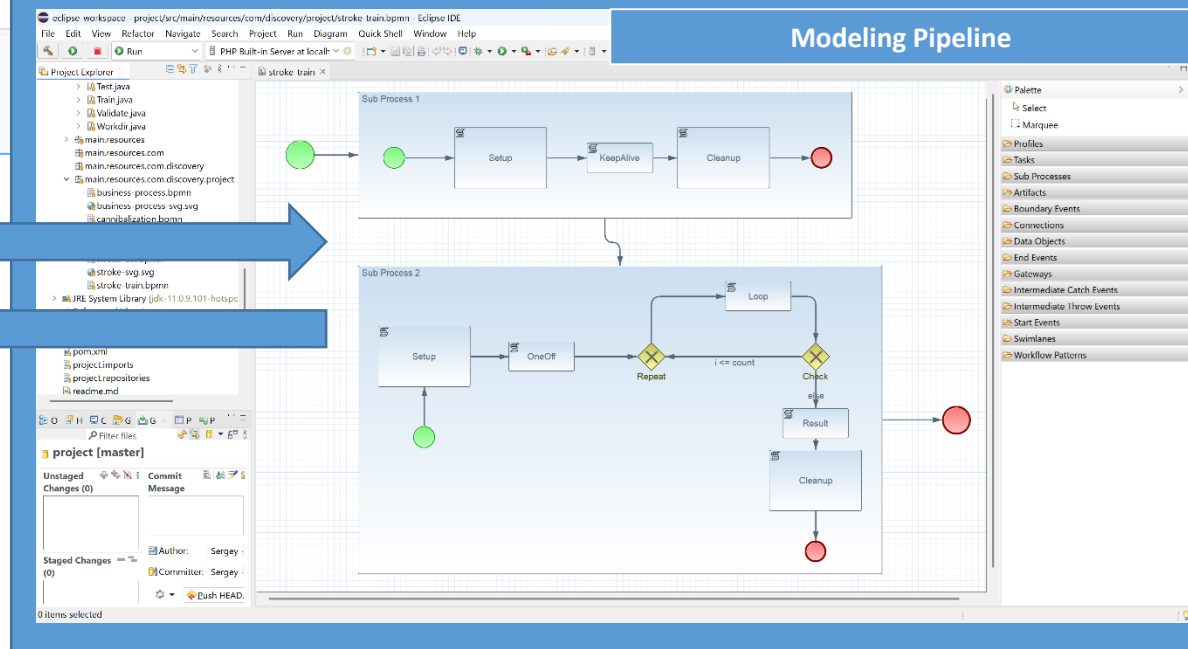 eclipse-workspace - project/src/main/resources/com/discovery/project/stroke-train.bpmn - Eclipse IDE
File Edit View Refactor Navigate Search Project Run Diagram Quick Shell Window Help
Modeling Pipeline
Run
PHP Built-in Server at localh
Project Explorer
Test.java
Train.java
Validate.java
Workdir.java
main.resources
main.resources.com
main.resources.com.discovery
main.resources.com.discovery.project
business-process.bpmn
business-process-svg.svg
cannibalization.bpmn
stroke-svg.svg
stroke-train.bpmn
JRE System Library [jdk-11.0.9.101-hotspo
pom.xml
project.imports
project.repositories
readme.md
O H C G G P P
Filter files
project [master]
Unstaged Changes (0)
Commit Message
Staged Changes (0)
Author: Sergey
Committer: Sergey
Push HEAD.
0 items selected
stroke-train
Sub Process 1
Setup
KeepAlive
Cleanup
Sub Process 2
Loop
Setup
OneOff
i <= count
Repeat
Check
else
Result
Cleanup
Palette
Select
Marquee
Profiles
Tasks
Sub Processes
Artifacts
Boundary Events
Connections
Data Objects
End Events
Gateways
Intermediate Catch Events
Intermediate Throw Events
Start Events
Swimlanes
Workflow Patterns